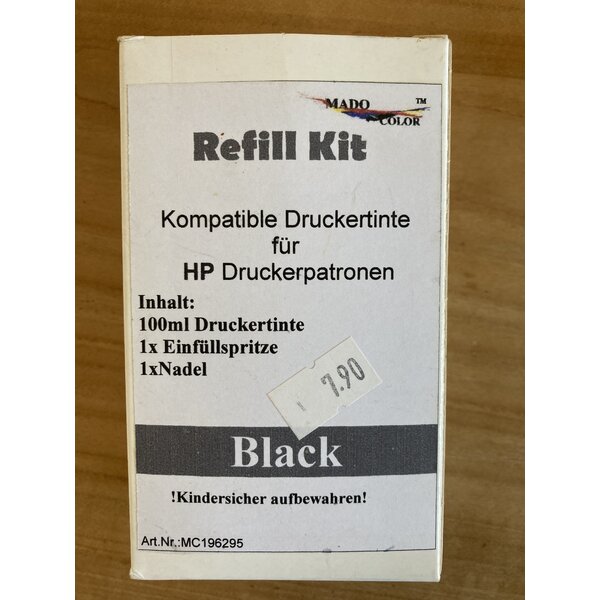 MADO
COLOR
™
Refill Kit
Kompatible Druckertinte
für
HP Druckerpatronen
Inhalt:
100ml Druckertinte
1x Einfüllspritze
1xNadel
7.90
Black
!Kindersicher aufbewahren!
Art.Nr.:MC196295